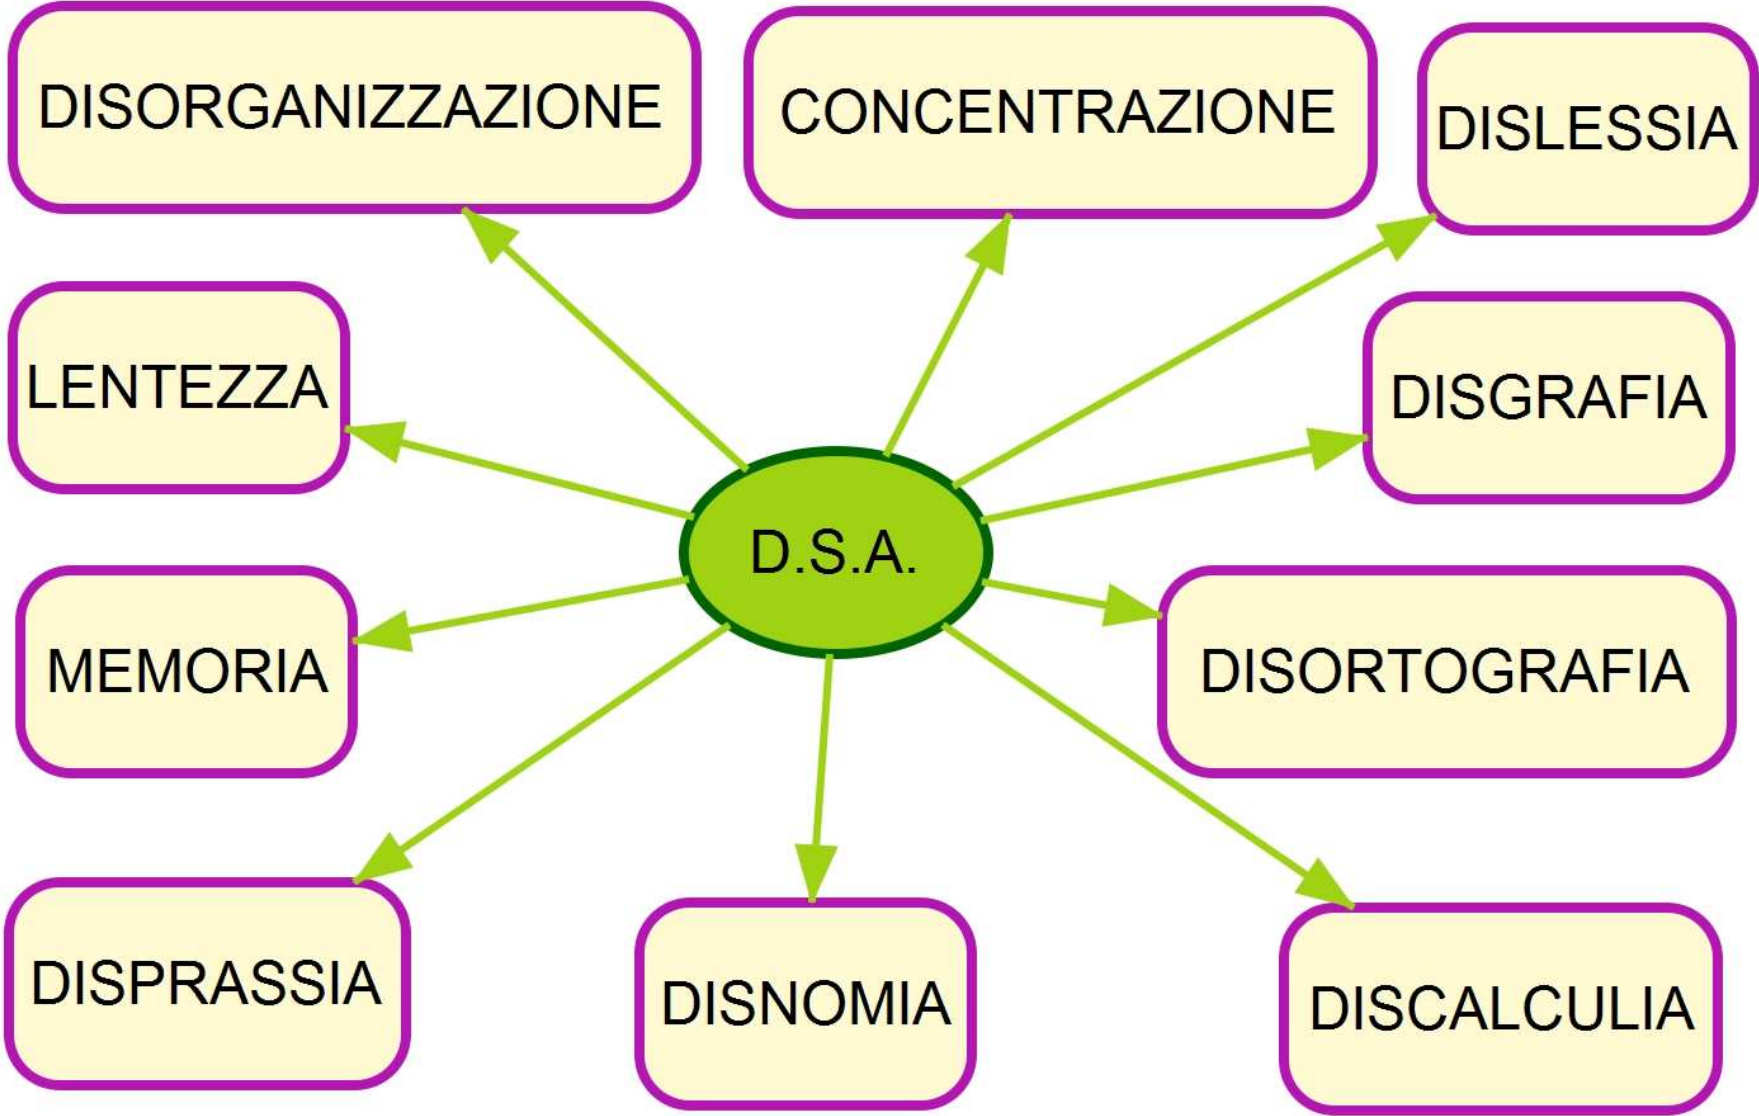 DISORGANIZZAZIONE
CONCENTRAZIONE
DISLESSIA
LENTEZZA
DISGRAFIA
D.S.A.
MEMORIA
DISORTOGRAFIA
DISPRASSIA
DISNOMIA
DISCALCULIA